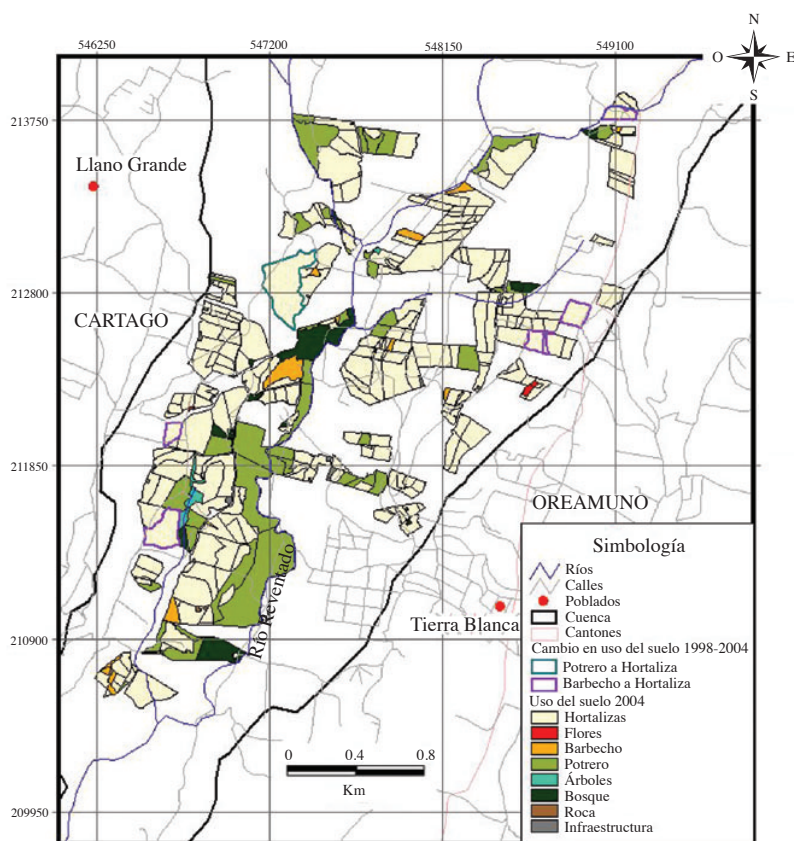 546250
547200
548150
549100
N
O
E
S
213750
Llano Grande
212800
CARTAGO
211850
OREAMUNO
Río Reventado
Tierra Blanca
210900
209950
0
0.4
0.8
Km
Simbología
Ríos
Calles
Poblados
Cuenca
Cantones
Cambio en uso del suelo 1998-2004
Potrero a Hortaliza
Barbecho a Hortaliza
Uso del suelo 2004
Hortalizas
Flores
Barbecho
Potrero
Árboles
Bosque
Roca
Infraestructura